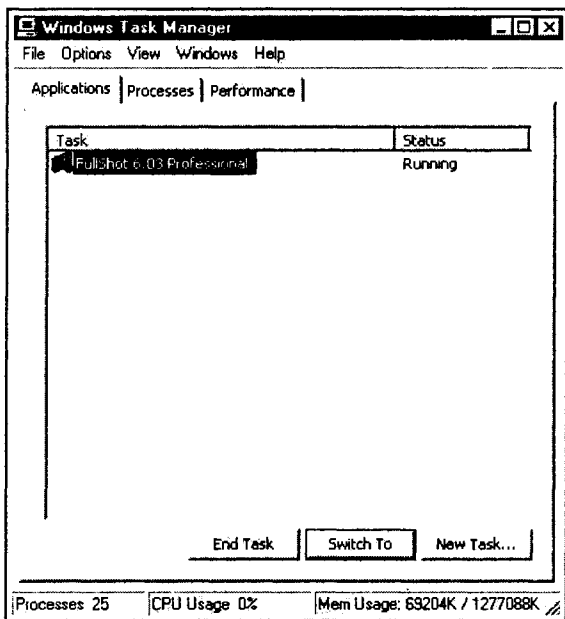 Windows Task Manager
File Options View Windows Help
Applications Processes Performance
Task Status
FullShot 6.03 Professional Running
End Task Switch To New Task...
Processes 25 CPU Usage 0% Mem Usage: 69204K / 1277088K